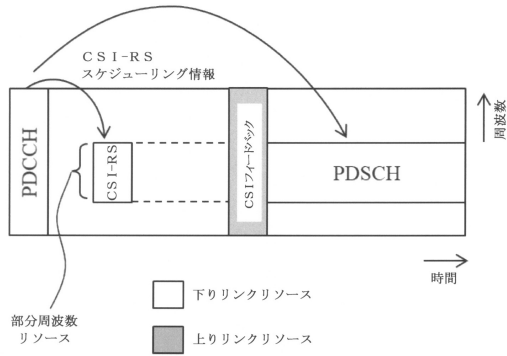 ＣＳＩ−ＲＳ
スケジューリング情報
PDCCH
CSI-RS
CSIフィードバック
PDSCH
周波数
時間
部分周波数
リソース
下りリンクリソース
上りリンクリソース